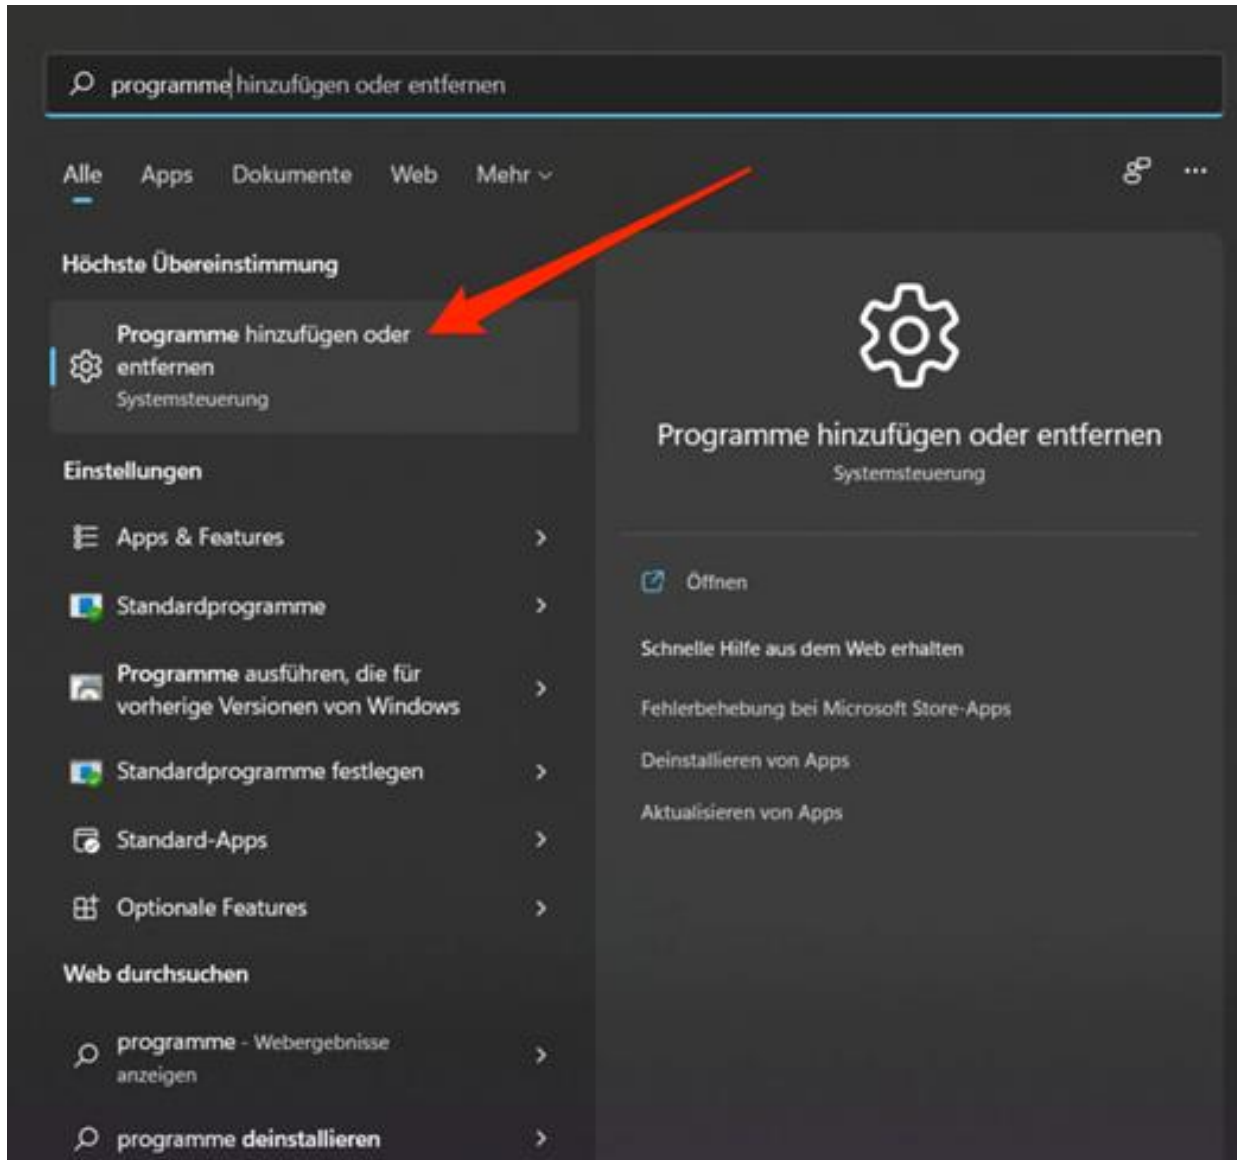 programme hinzufügen oder entfernen
Alle Apps Dokumente Web Mehr
Höchste Übereinstimmung
Programme hinzufügen oder
entfernen
Systemsteuerung
Einstellungen
Apps & Features
Standardprogramme
Programme ausführen, die für
vorherige Versionen von Windows
Standardprogramme festlegen
Standard-Apps
Optionale Features
Web durchsuchen
programme - Webergebnisse
anzeigen
programme deinstallieren
Programme hinzufügen oder entfernen
Systemsteuerung
Öffnen
Schnelle Hilfe aus dem Web erhalten
Fehlerbehebung bei Microsoft Store-Apps
Deinstallieren von Apps
Aktualisieren von Apps